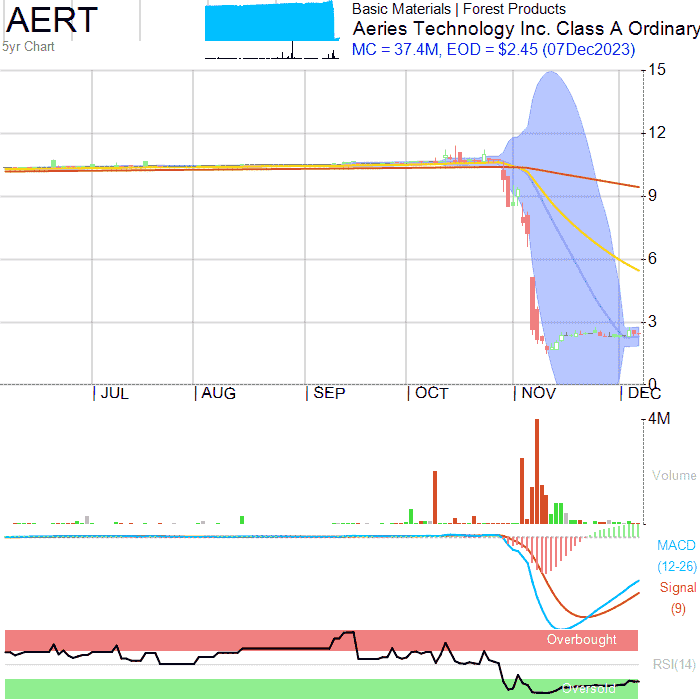 AERT
5yr Chart
Basic Materials | Forest Products
Aeries Technology Inc. Class A Ordinary
MC = 37.4M, EOD = $2.45 (07Dec2023)
15
12
9
6
3
0
| JUL | AUG | SEP | OCT | NOV | DEC
4M
Volume
MACD
(12-26)
Signal
(9)
Overbought
RSI(14)
Oversold